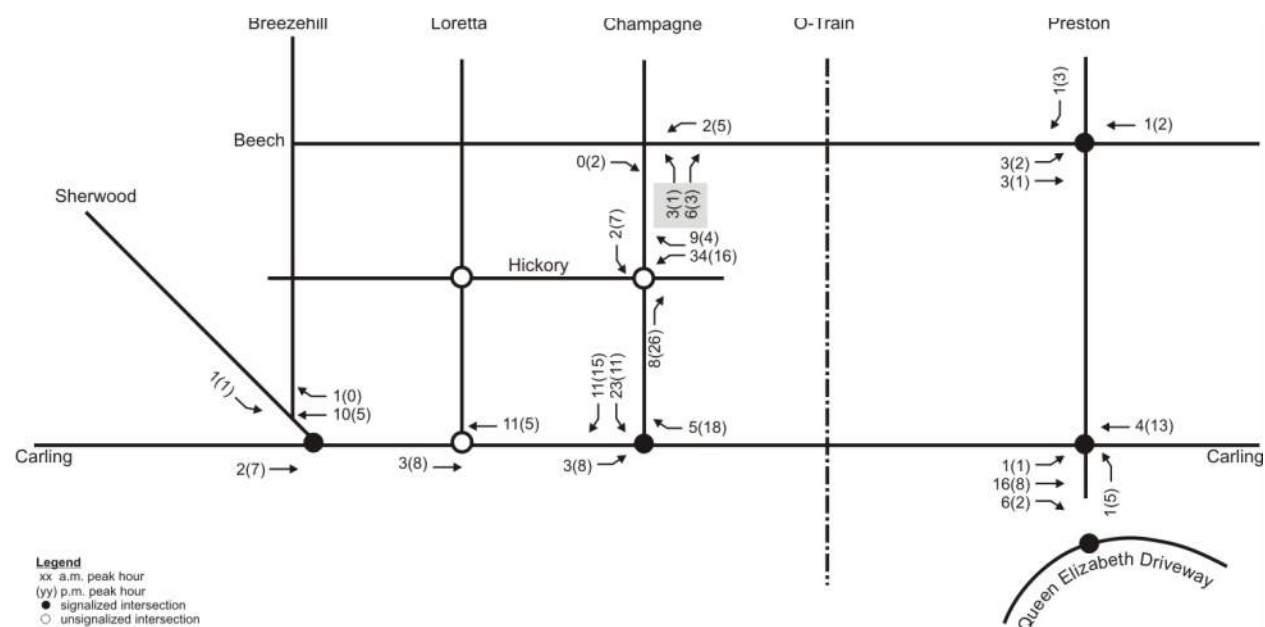 Breezehill
Loretta
Champagne
O-Train
Preston
1(3)
2(5)
1(2)
Beech
0(2)
3(2)
3(1)
Sherwood
3(1)
6(3)
2(7)
9(4)
34(16)
Hickory
8(26)
11(15)
23(11)
1(1)
1(0)
10(5)
11(5)
5(18)
4(13)
Carling
2(7)
3(8)
3(8)
1(1)
16(8)
6(2)
1(5)
Carling
Queen Elizabeth Driveway
Legend
xx a.m. peak hour
(yy) p.m. peak hour
signalized intersection
unsignalized intersection